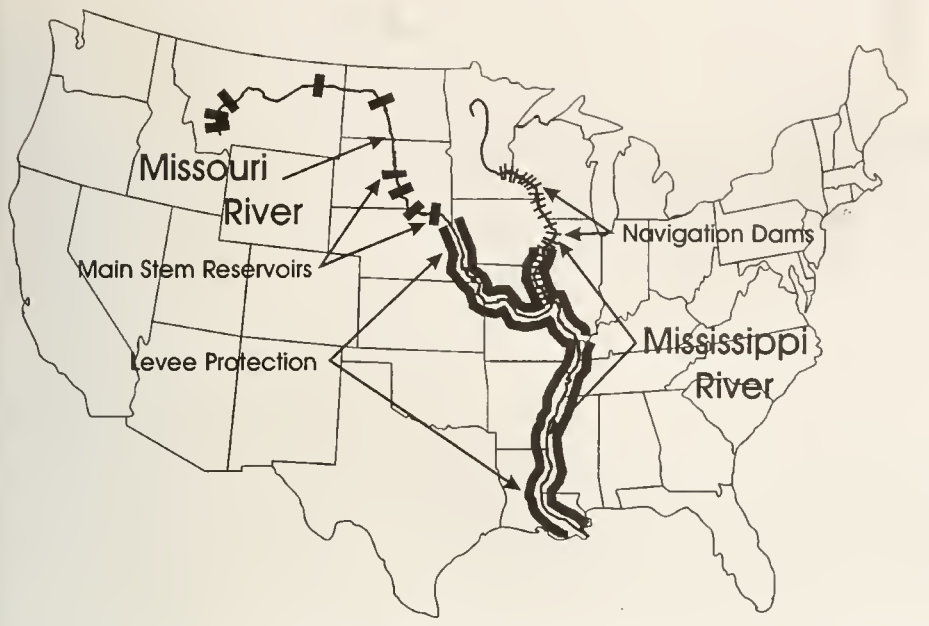 Missouri
River
Main Stem Reservoirs
Levee Protection
Navigation Dams
Mississippi
River